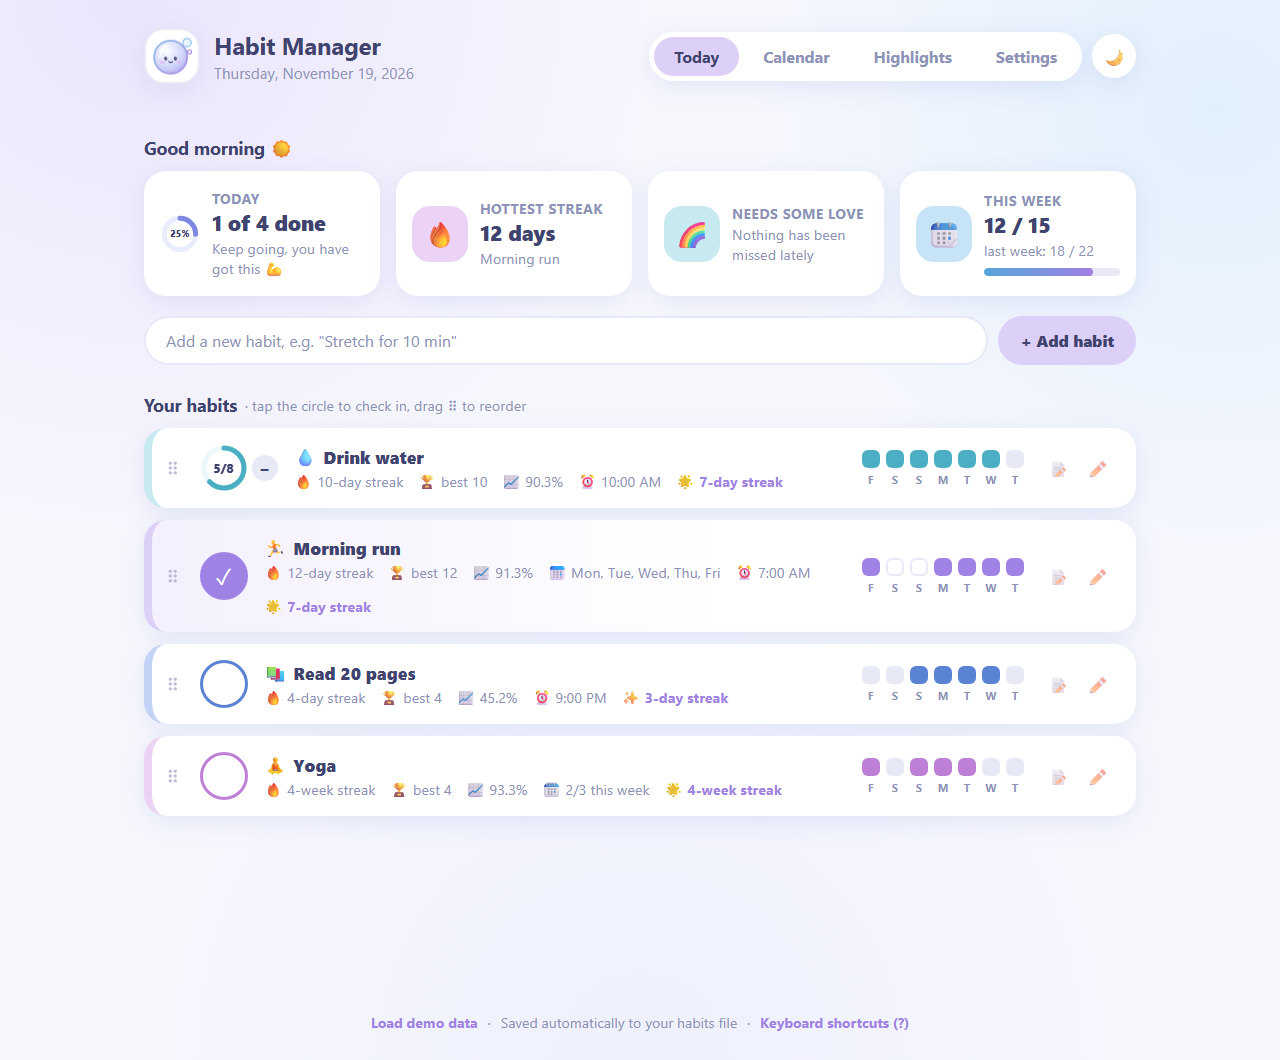 Habit Manager
Thursday, November 19, 2026
Today
Calendar
Highlights
Settings
Good morning
25%
TODAY
1 of 4 done
Keep going, you have
got this
HOTTEST STREAK
12 days
Morning run
NEEDS SOME LOVE
Nothing has been
missed lately
THIS WEEK
12 / 15
last week: 18 / 22
Add a new habit, e.g. "Stretch for 10 min"
+ Add habit
Your habits · tap the circle to check in, drag ⠿ to reorder
5/8
–
Drink water
10-day streak best 10 90.3% 10:00 AM 7-day streak
F S S M T W T
✓
Morning run
12-day streak best 12 91.3% Mon, Tue, Wed, Thu, Fri 7:00 AM
7-day streak
F S S M T W T
Read 20 pages
4-day streak best 4 45.2% 9:00 PM 3-day streak
F S S M T W T
Yoga
4-week streak best 4 93.3% 2/3 this week 4-week streak
F S S M T W T
Load demo data · Saved automatically to your habits file · Keyboard shortcuts (?)